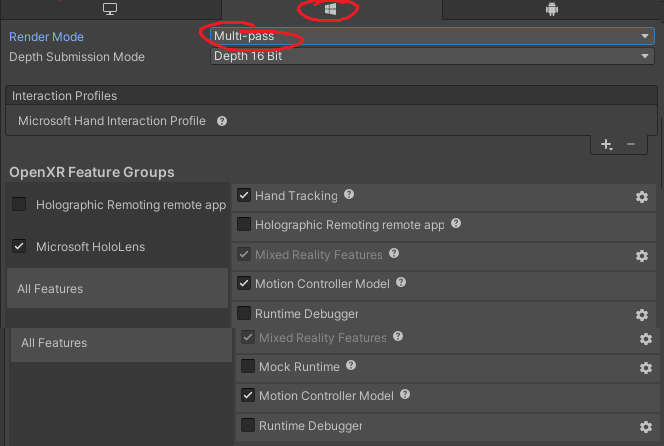 Render Mode Multi-pass
Depth Submission Mode Depth 16 Bit
Interaction Profiles
Microsoft Hand Interaction Profile ?
+ −
OpenXR Feature Groups
Holographic Remoting remote app
Microsoft HoloLens
All Features
Hand Tracking ?
Holographic Remoting remote app ?
Mixed Reality Features ?
Motion Controller Model ?
Runtime Debugger
All Features
Mixed Reality Features ?
Mock Runtime ?
Motion Controller Model ?
Runtime Debugger